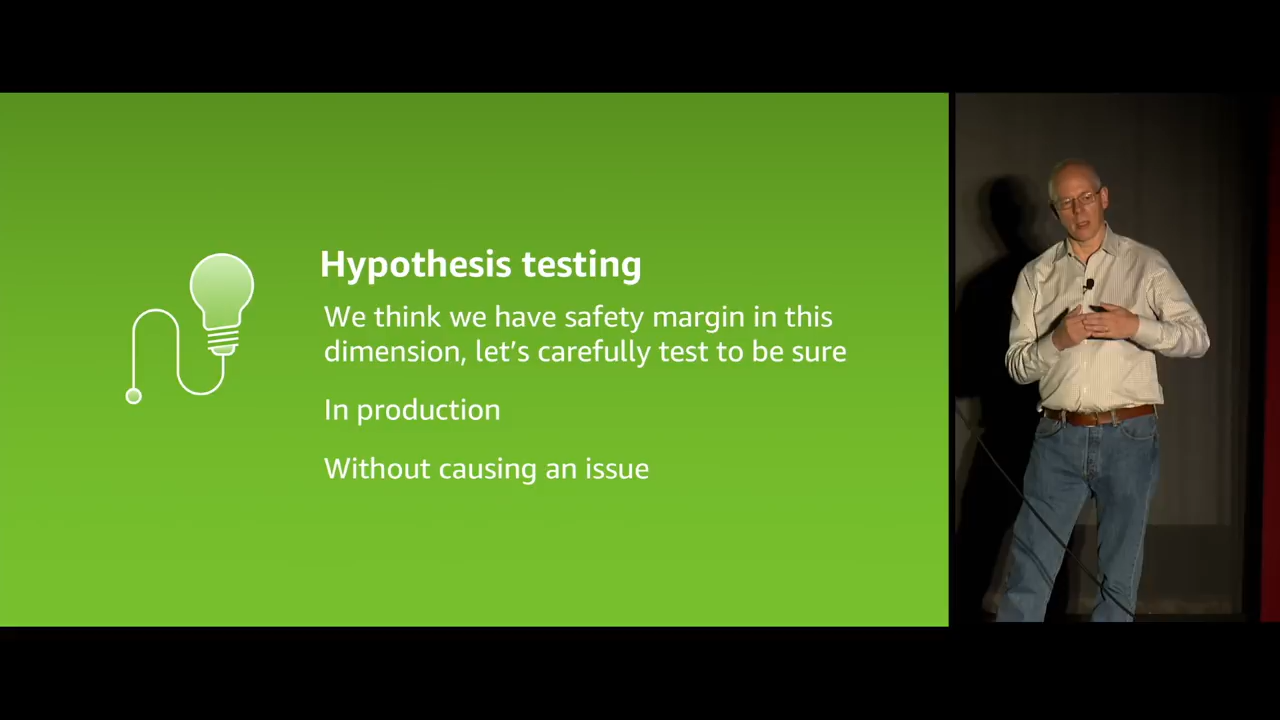 Hypothesis testing
We think we have safety margin in this
dimension, let’s carefully test to be sure
In production
Without causing an issue